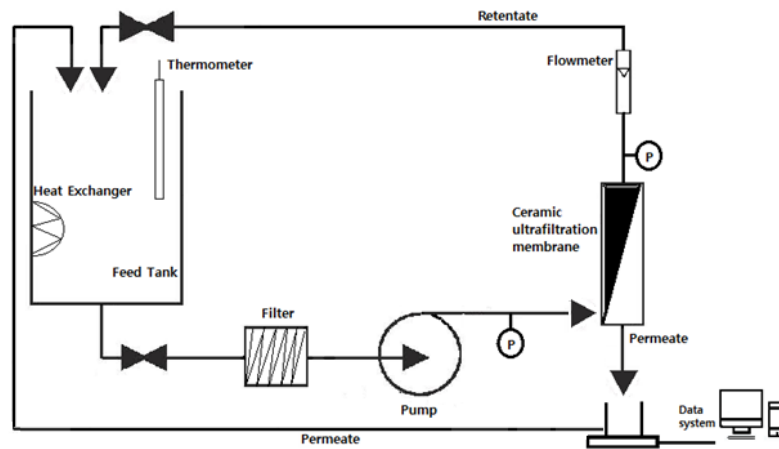 Retentate
Thermometer
Flowmeter
P
Heat Exchanger
Ceramic
ultrafiltration
membrane
Feed Tank
Filter
P
Permeate
Pump
Data
system
Permeate